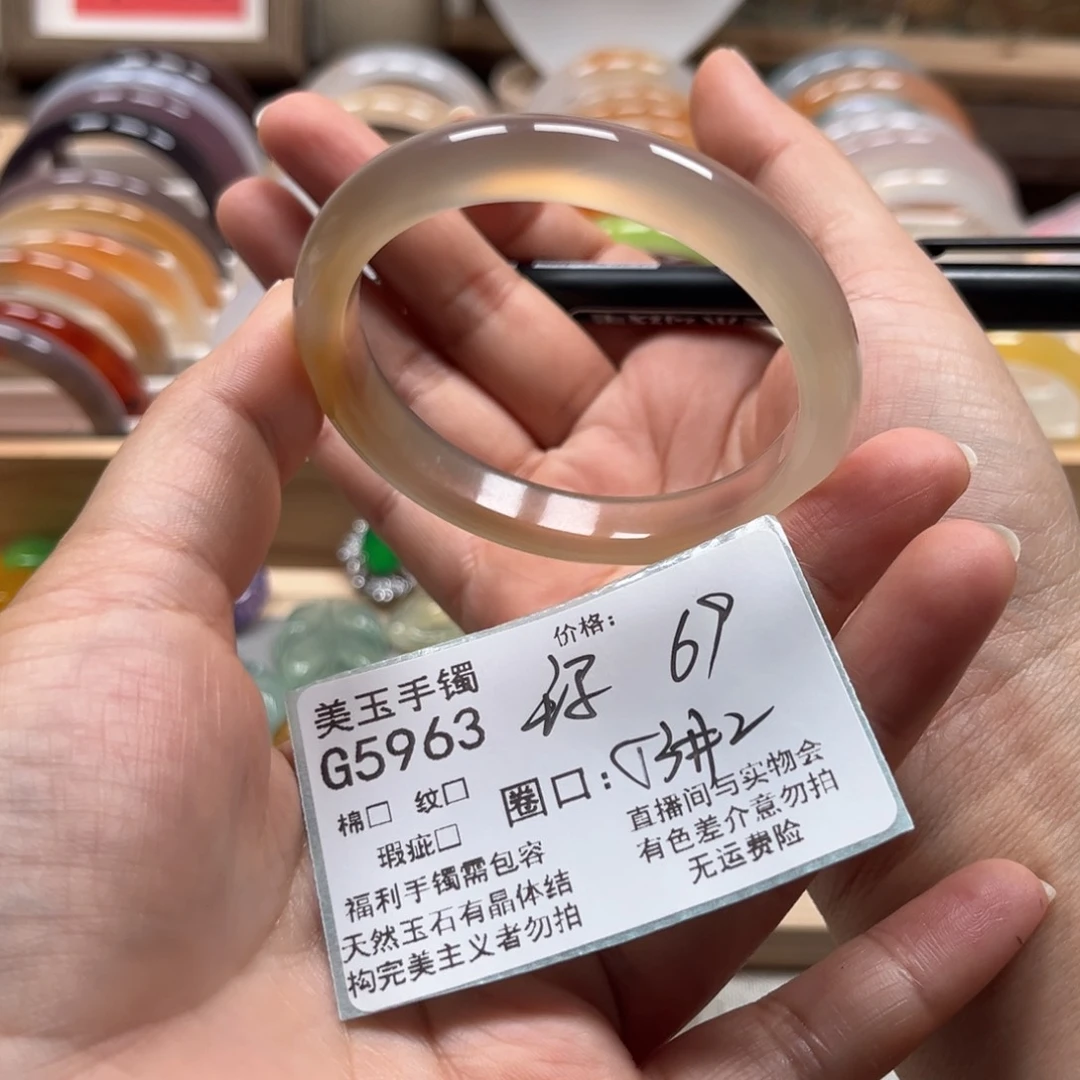 价格: 好 69
美玉手镯
G5963
圈口:
棉□ 纹□
瑕疵□
福利手镯需包容
天然玉石有晶体结
构完美主义者勿拍
直播间与实物会
有色差介意勿拍
无运费险